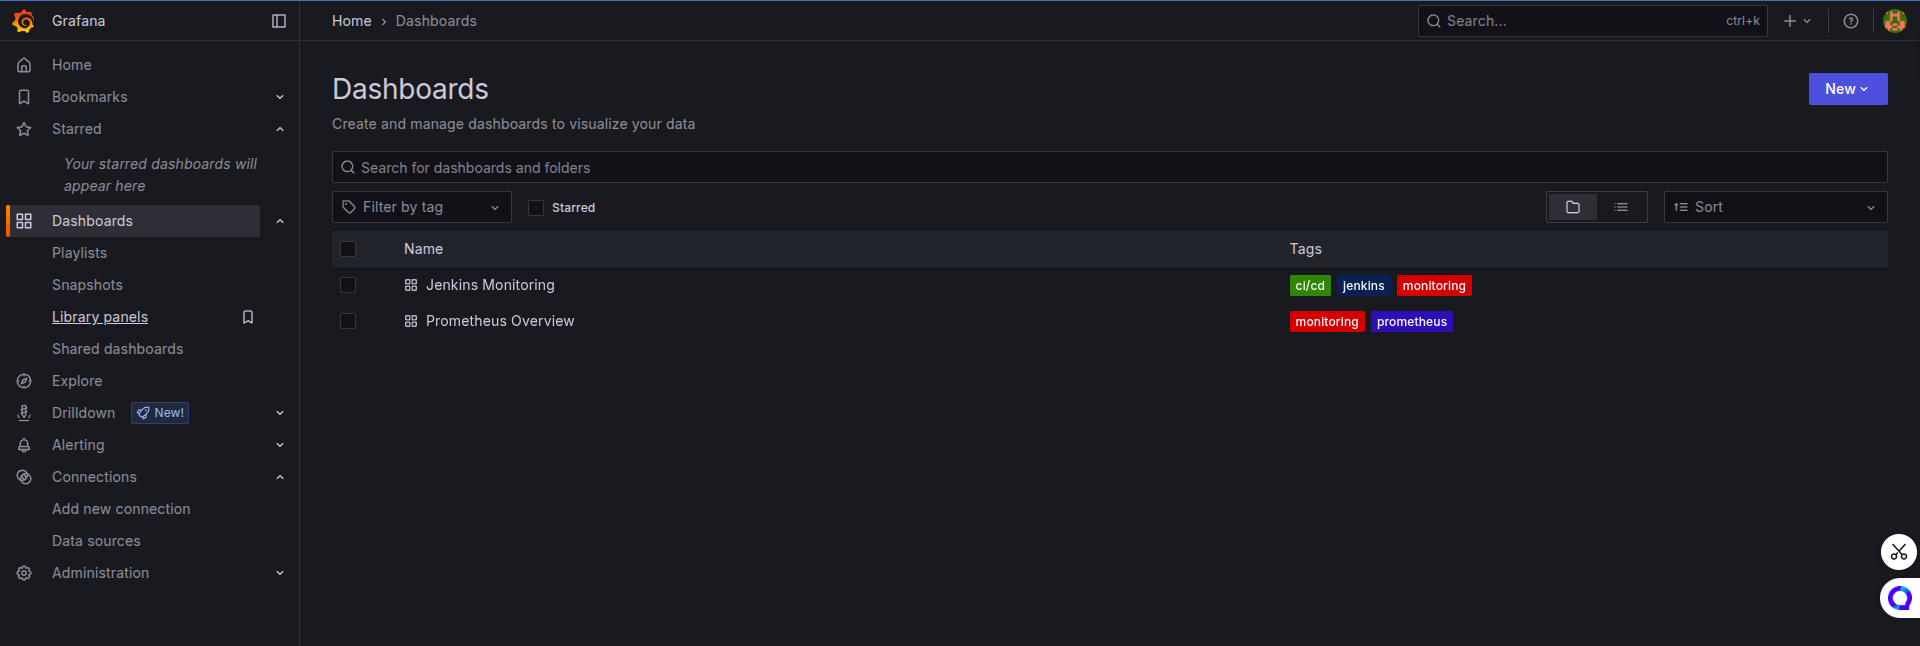 Grafana
Home › Dashboards
Search... ctrl+k
Home
Bookmarks
Starred
Your starred dashboards will
appear here
Dashboards
Playlists
Snapshots
Library panels
Shared dashboards
Explore
Drilldown New!
Alerting
Connections
Add new connection
Data sources
Administration
Dashboards
New
Create and manage dashboards to visualize your data
Search for dashboards and folders
Filter by tag Starred Sort
Name Tags
Jenkins Monitoring ci/cd jenkins monitoring
Prometheus Overview monitoring prometheus